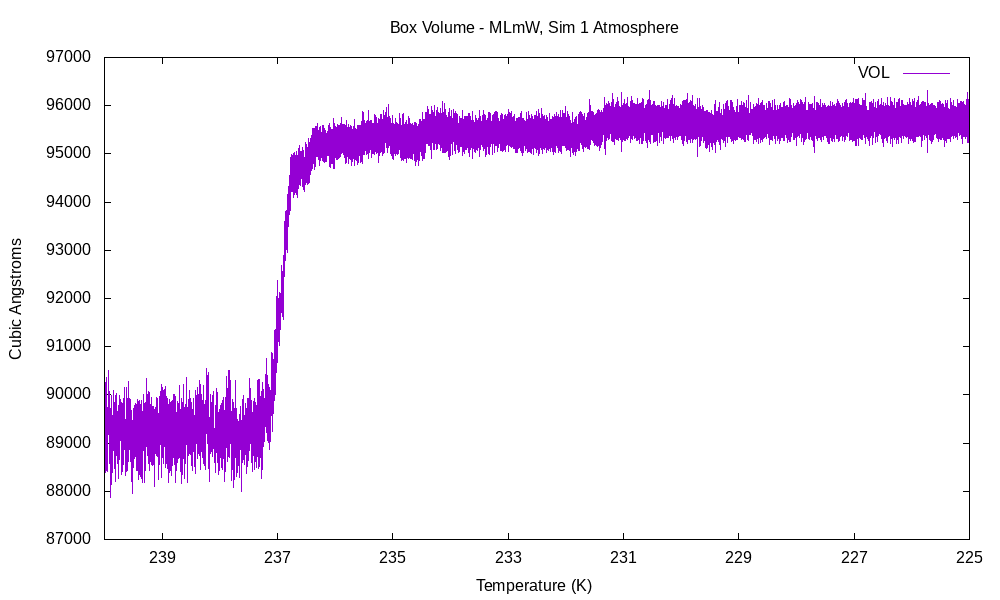 Box Volume - MLmW, Sim 1 Atmosphere
97000
VOL
96000
95000
94000
93000
92000
91000
90000
89000
88000
87000
Cubic Angstroms
239 237 235 233 231 229 227 225
Temperature (K)